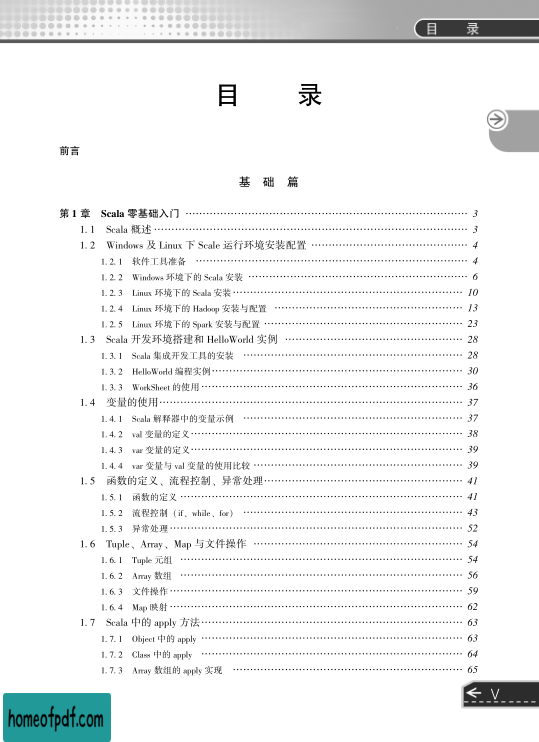 目 录
目 录
前言
基 础 篇
第 1 章 Scala 零基础入门 …… 3
1. 1 Scala 概述 …… 3
1. 2 Windows 及 Linux 下 Scale 运行环境安装配置 …… 4
1. 2. 1 软件工具准备 …… 4
1. 2. 2 Windows 环境下的 Scala 安装 …… 6
1. 2. 3 Linux 环境下的 Scala 安装 …… 10
1. 2. 4 Linux 环境下的 Hadoop 安装与配置 …… 13
1. 2. 5 Linux 环境下的 Spark 安装与配置 …… 23
1. 3 Scala 开发环境搭建和 HelloWorld 实例 …… 28
1. 3. 1 Scala 集成开发工具的安装 …… 28
1. 3. 2 HelloWorld 编程实例 …… 30
1. 3. 3 WorkSheet 的使用 …… 36
1. 4 变量的使用 …… 37
1. 4. 1 Scala 解释器中的变量示例 …… 37
1. 4. 2 val 变量的定义 …… 38
1. 4. 3 var 变量的定义 …… 39
1. 4. 4 var 变量与 val 变量的使用比较 …… 39
1. 5 函数的定义、流程控制、异常处理 …… 41
1. 5. 1 函数的定义 …… 41
1. 5. 2 流程控制（if、while、for） …… 43
1. 5. 3 异常处理 …… 52
1. 6 Tuple、Array、Map 与文件操作 …… 54
1. 6. 1 Tuple 元组 …… 54
1. 6. 2 Array 数组 …… 56
1. 6. 3 文件操作 …… 59
1. 6. 4 Map 映射 …… 62
1. 7 Scala 中的 apply 方法 …… 63
1. 7. 1 Object 中的 apply …… 63
1. 7. 2 Class 中的 apply …… 64
1. 7. 3 Array 数组的 apply 实现 …… 65
V
homeofpdf.com